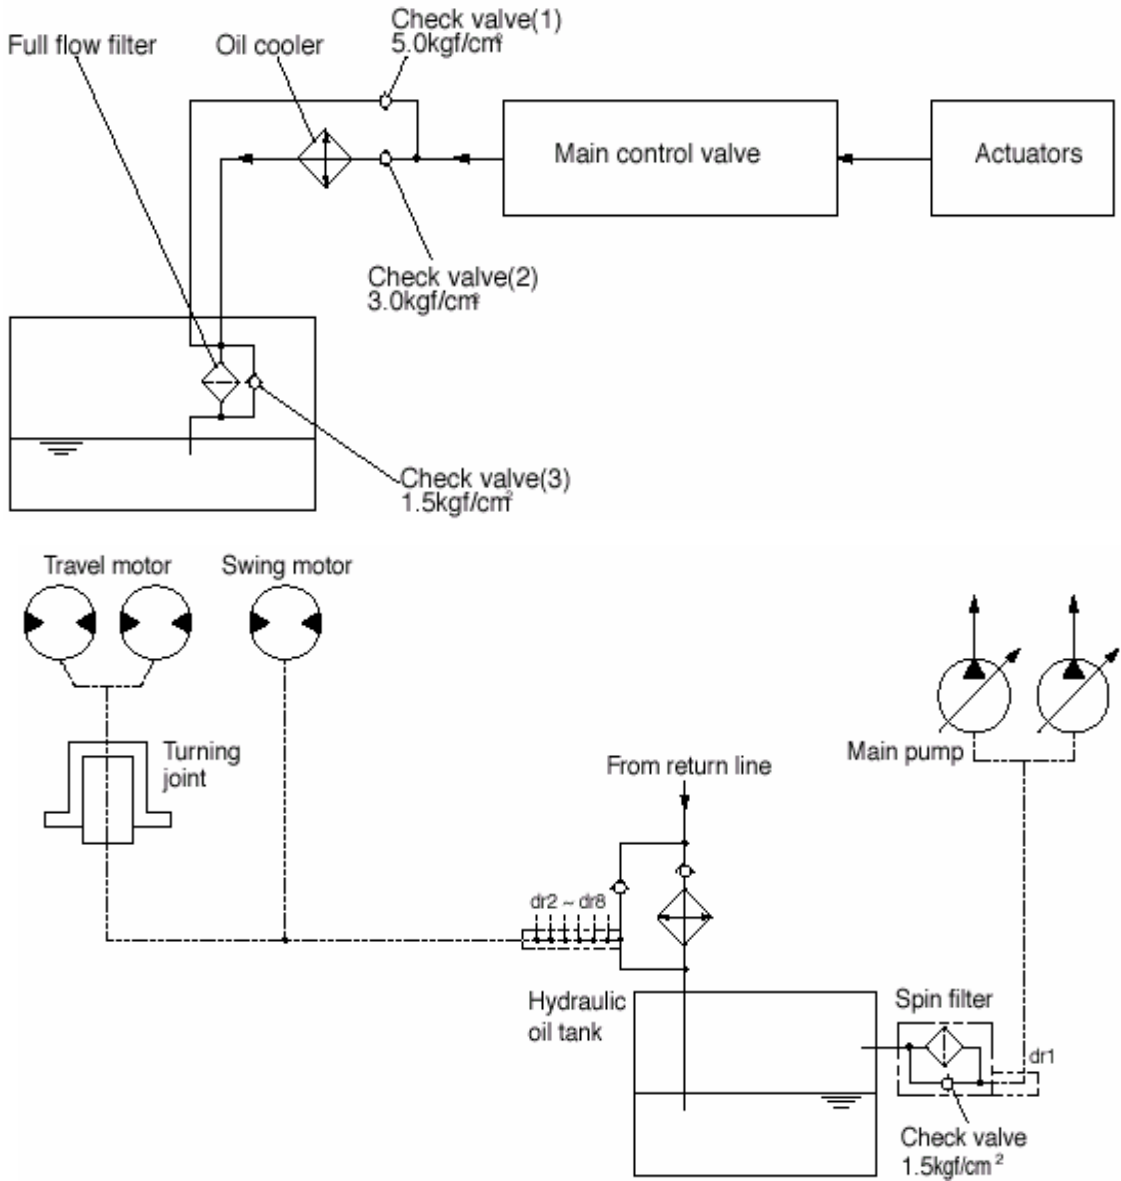 Check valve(1)
5.0kgf/cm²
Full flow filter
Oil cooler
Main control valve
Actuators
Check valve(2)
3.0kgf/cm²
Check valve(3)
1.5kgf/cm²
Travel motor
Swing motor
Turning
joint
Main pump
From return line
dr2 ~ dr8
Hydraulic
oil tank
Spin filter
dr1
Check valve
1.5kgf/cm²